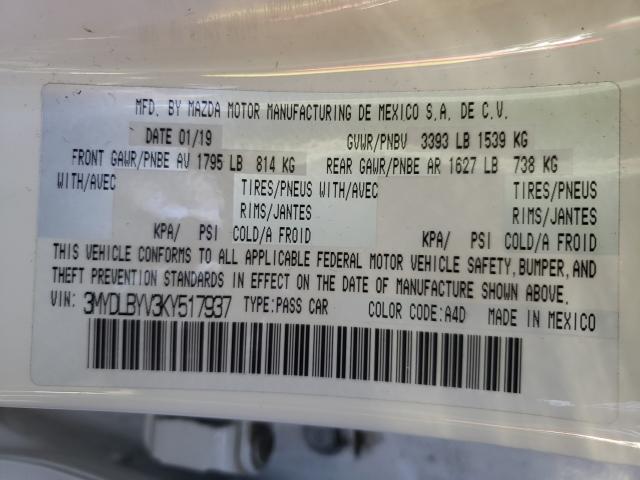 MFD. BY MAZDA MOTOR MANUFACTURING DE MEXICO S.A. DE C.V.
DATE 01/19 GVWR/PNBV 3393 LB 1539 KG
FRONT GAWR/PNBE AV 1795 LB 814 KG REAR GAWR/PNBE AR 1627 LB 738 KG
WITH/AVEC TIRES/PNEUS WITH/AVEC TIRES/PNEUS
RIMS/JANTES RIMS/JANTES
KPA/ PSI COLD/A FROID KPA/ PSI COLD/A FROID
THIS VEHICLE CONFORMS TO ALL APPLICABLE FEDERAL MOTOR VEHICLE SAFETY, BUMPER, AND
THEFT PREVENTION STANDARDS IN EFFECT ON THE DATE OF MANUFACTURE SHOWN ABOVE.
VIN: 3MYDLBYV3KY517937 TYPE:PASS CAR COLOR CODE:A4D MADE IN MEXICO